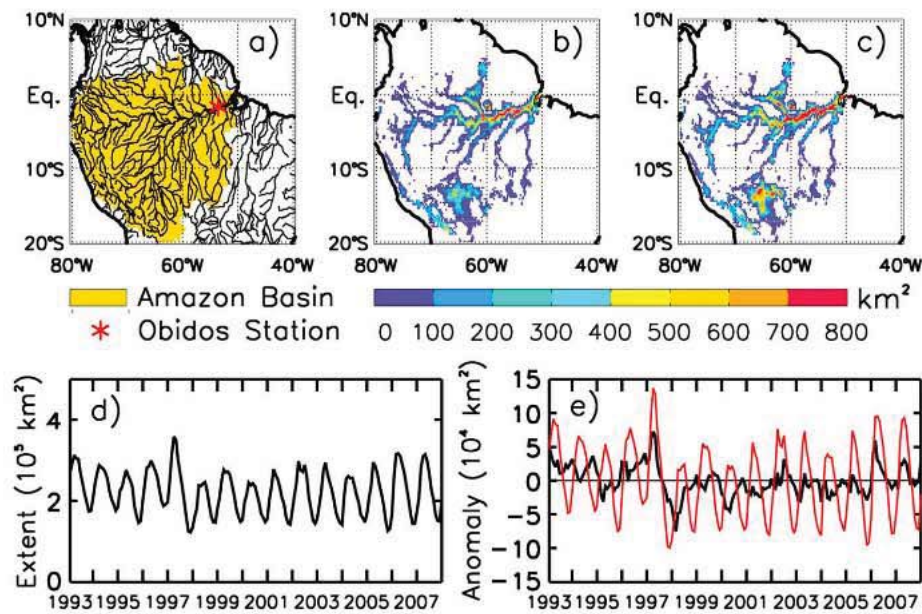 10°N a) b) c)
Eq. Eq. Eq.
10°S 10°S 10°S
20°S 20°S 20°S
80°W 60°W 40°W 80°W 60°W 40°W 80°W 60°W 40°W
Amazon Basin km²
* Obidos Station 0 100 200 300 400 500 600 700 800
d) e)
Extent (10⁵ km²)
4
2
0
1993 1995 1997 1999 2001 2003 2005 2007
Anomaly (10⁴ km²)
15
10
5
0
-5
-10
-15
1993 1995 1997 1999 2001 2003 2005 2007